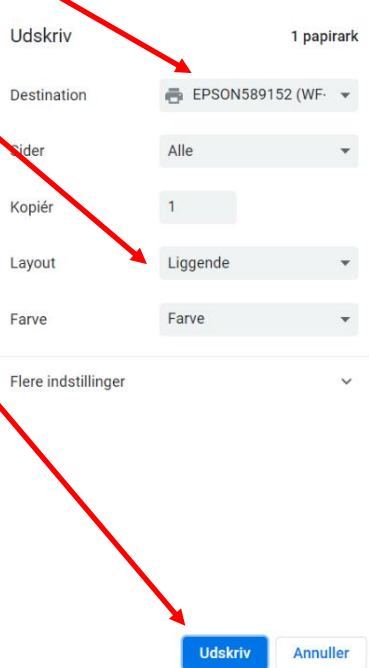 Udskriv 1 papirark
Destination EPSON589152 (WF-
Sider Alle
Kopiér 1
Layout Liggende
Farve Farve
Flere indstillinger
Udskriv Annuller